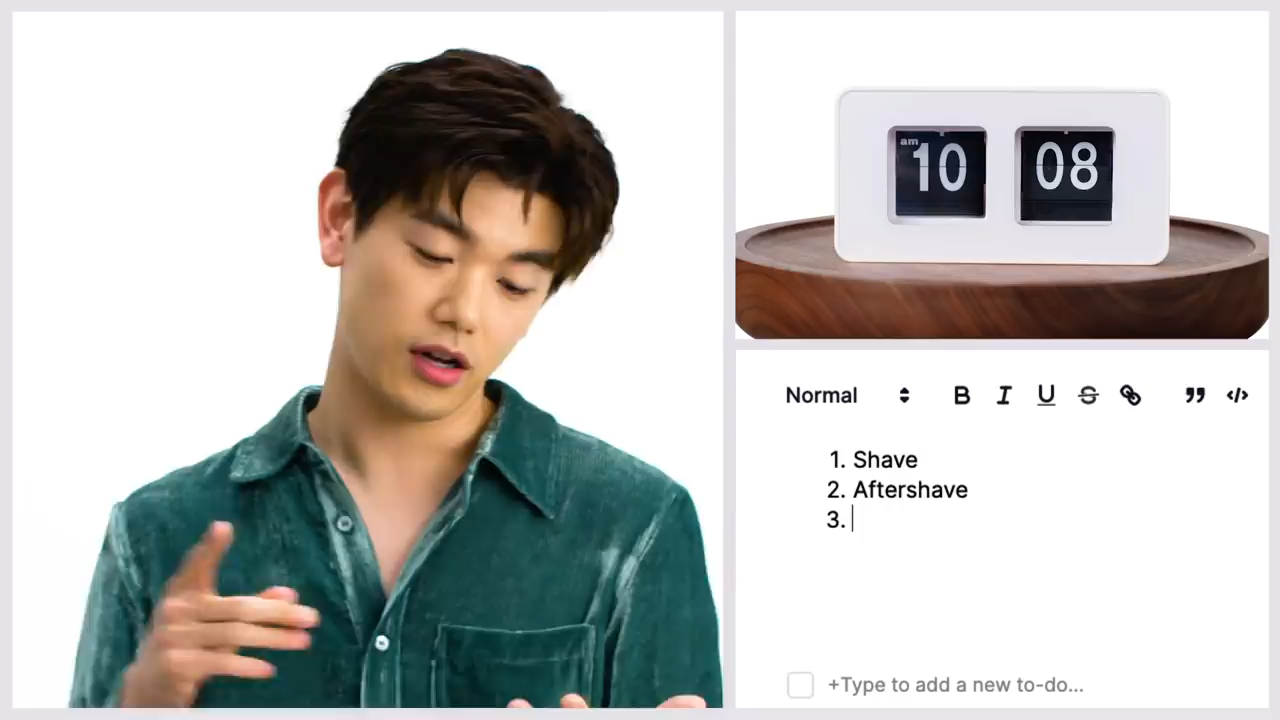 am
10 08
Normal B I U S
1. Shave
2. Aftershave
3.
+Type to add a new to-do...